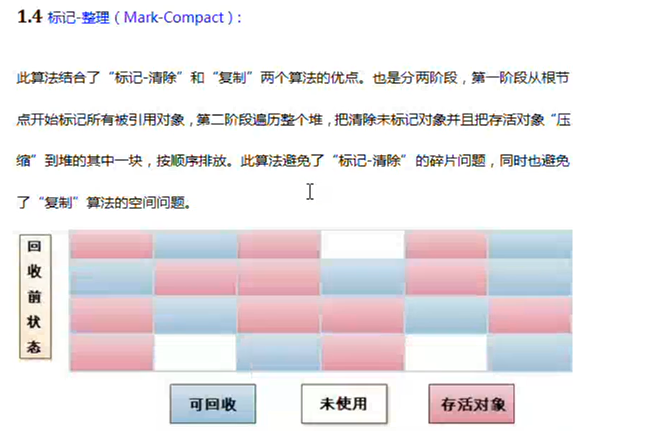 1.4 标记-整理（Mark-Compact）:
此算法结合了“标记-清除”和“复制”两个算法的优点。也是分两阶段，第一阶段从根节
点开始标记所有被引用对象，第二阶段遍历整个堆，把清除未标记对象并且把存活对象“压
缩”到堆的其中一块，按顺序排放。此算法避免了“标记-清除”的碎片问题，同时也避免
了“复制”算法的空间问题。
回收前状态
可回收 未使用 存活对象